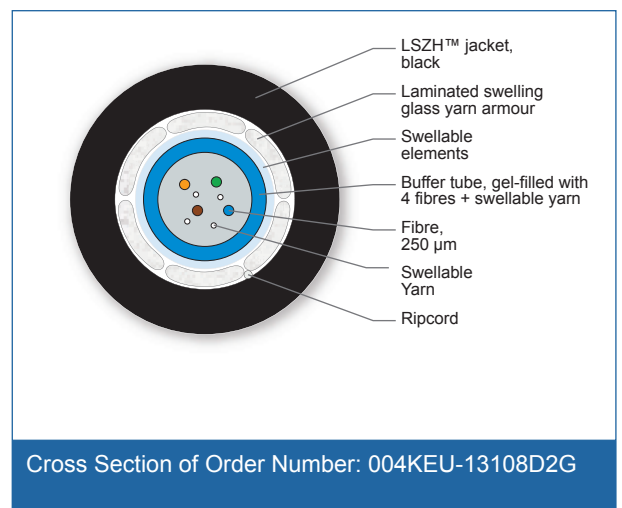 LSZH™ jacket,
black
Laminated swelling
glass yarn armour
Swellable
elements
Buffer tube, gel-filled with
4 fibres + swellable yarn
Fibre,
250 µm
Swellable
Yarn
Ripcord
Cross Section of Order Number: 004KEU-13108D2G